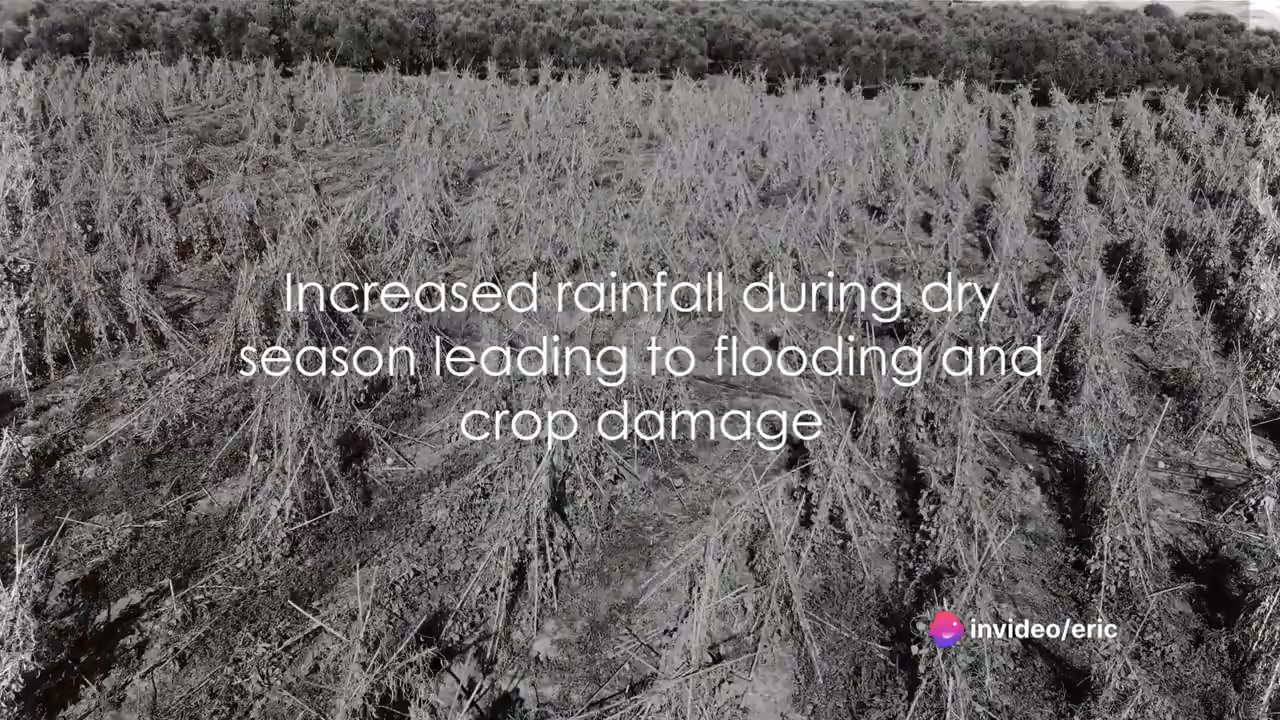 Increased rainfall during dry
season leading to flooding and
crop damage
invideo/eric